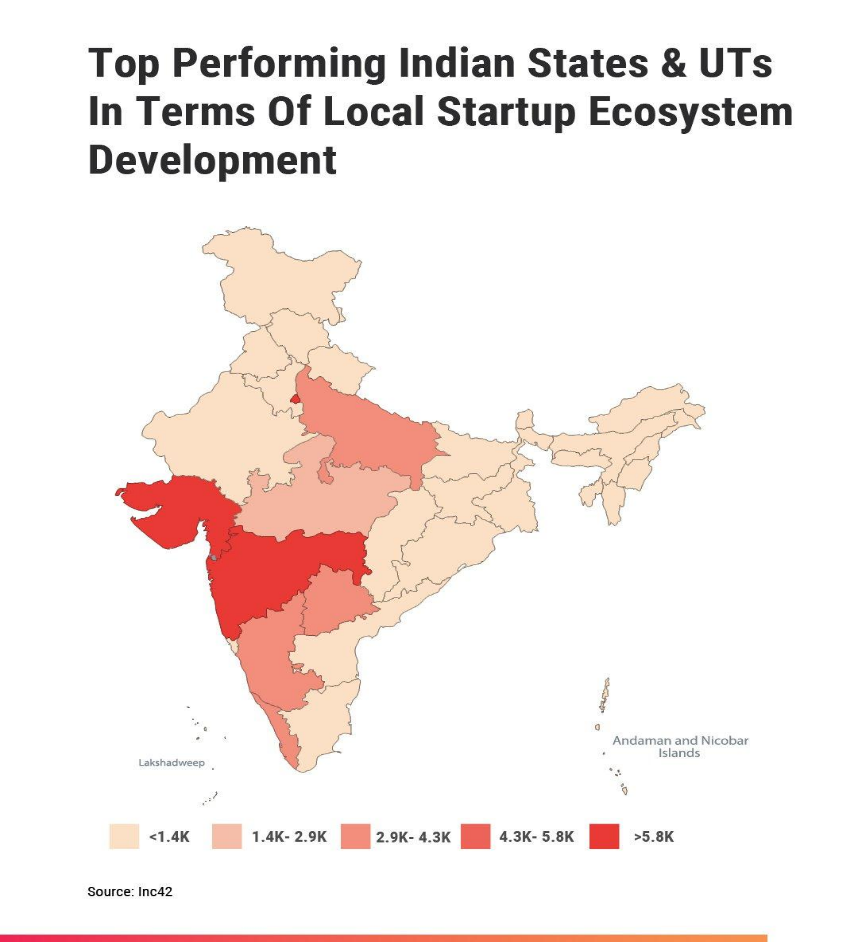 Top Performing Indian States & UTs
In Terms Of Local Startup Ecosystem
Development
Andaman and Nicobar
Islands
Lakshadweep
<1.4K
1.4K- 2.9K
2.9K- 4.3K
4.3K- 5.8K
>5.8K
Source: Inc42